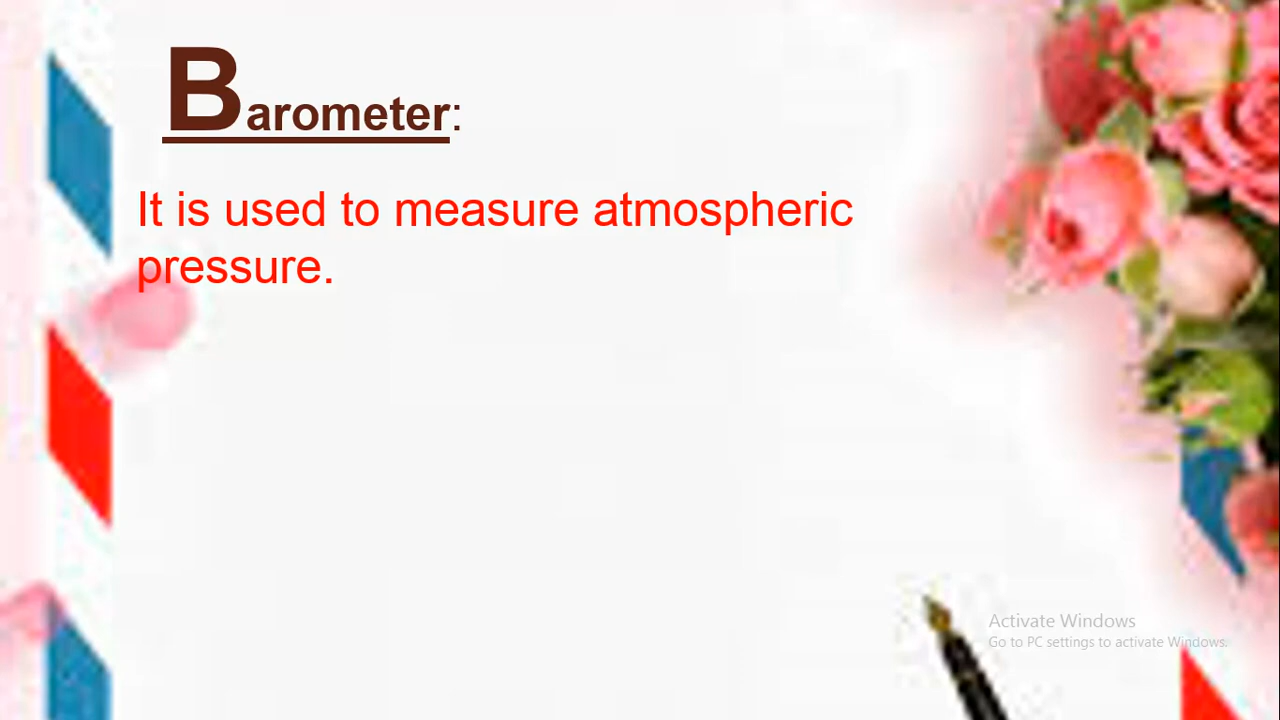 Barometer:
It is used to measure atmospheric
pressure.
Activate Windows
Go to PC settings to activate Windows.